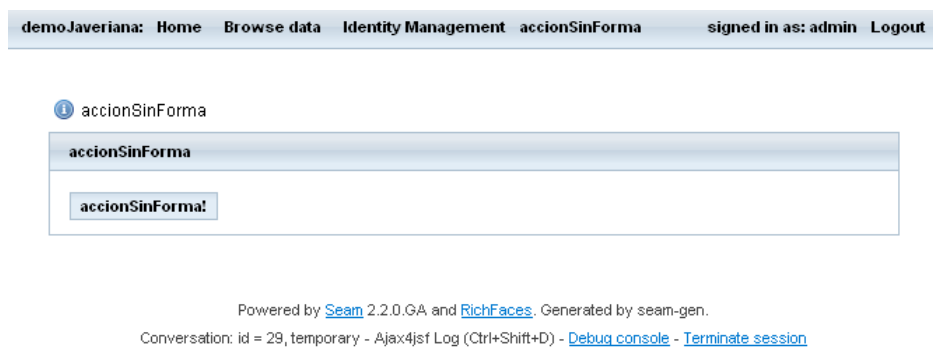 demoJaveriana: Home Browse data Identity Management accionSinForma signed in as: admin Logout
accionSinForma
accionSinForma
accionSinForma!
Powered by Seam 2.2.0.GA and RichFaces. Generated by seam-gen.
Conversation: id = 29, temporary - Ajax4jsf Log (Ctrl+Shift+D) - Debug console - Terminate session